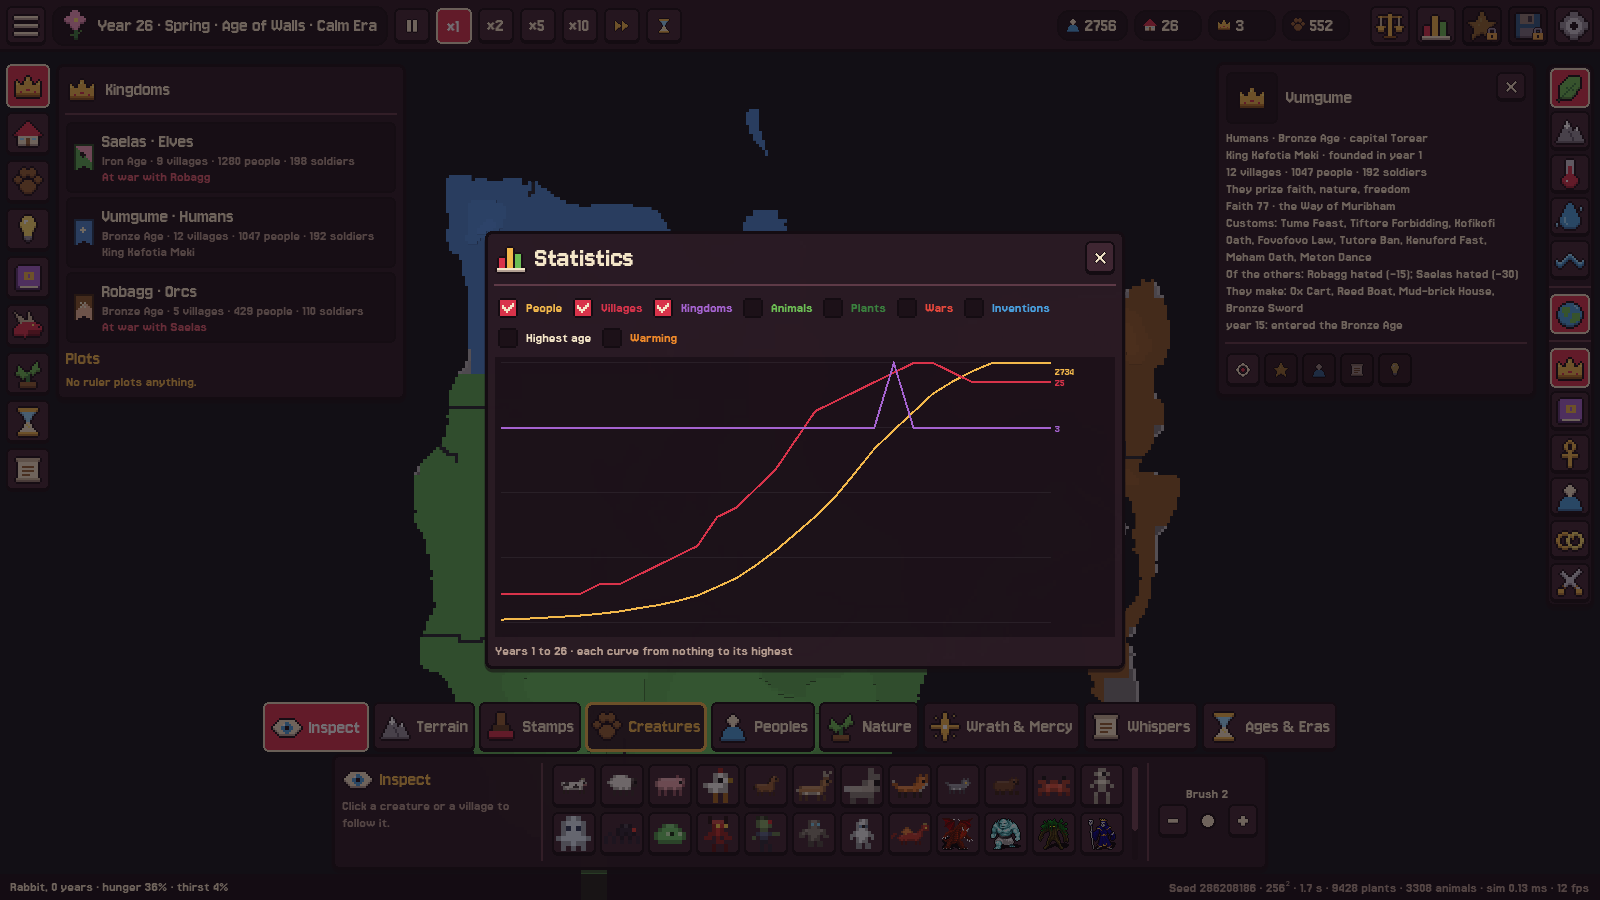 Year 26 · Spring · Age of Walls · Calm Era
x1
x2
x5
x10
2756
26
3
552
Kingdoms
Saelas · Elves
Iron Age · 9 villages · 1280 people · 198 soldiers
At war with Robagg
Vumgume · Humans
Bronze Age · 12 villages · 1047 people · 192 soldiers
King Kefotia Meki
Robagg · Orcs
Bronze Age · 5 villages · 429 people · 110 soldiers
At war with Saelas
Plots
No ruler plots anything.
Statistics
People
Villages
Kingdoms
Animals
Plants
Wars
Inventions
Highest age
Warming
2734
25
3
Years 1 to 26 · each curve from nothing to its highest
Vumgume
Humans · Bronze Age · capital Torear
King Kefotia Meki · founded in year 1
12 villages · 1047 people · 192 soldiers
They prize faith, nature, freedom
Faith 77 · the Way of Muribham
Customs: Tume Feast, Tiftore Forbidding, Kofikofi
Oath, Fovofovo Law, Tutore Ban, Kenuford Fast,
Meham Oath, Meton Dance
Of the others: Robagg hated (-15); Saelas hated (-30)
They make: Ox Cart, Reed Boat, Mud-brick House,
Bronze Sword
year 15: entered the Bronze Age
Inspect
Terrain
Stamps
Creatures
Peoples
Nature
Wrath & Mercy
Whispers
Ages & Eras
Inspect
Click a creature or a village to
follow it.
Brush 2
Rabbit, 0 years · hunger 36% · thirst 4%
Seed 286208186 · 256² · 1.7 s · 9428 plants · 3308 animals · sim 0.13 ms · 12 fps